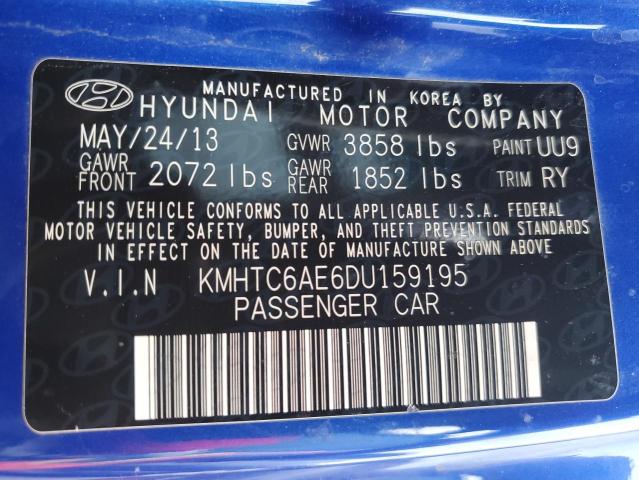 MANUFACTURED IN KOREA BY
HYUNDAI MOTOR COMPANY
MAY/24/13 GVWR 3858 lbs PAINT UU9
GAWR FRONT 2072 lbs GAWR REAR 1852 lbs TRIM RY
THIS VEHICLE CONFORMS TO ALL APPLICABLE U.S.A. FEDERAL
MOTOR VEHICLE SAFETY, BUMPER, AND THEFT PREVENTION STANDARDS
IN EFFECT ON THE DATE OF MANUFACTURE SHOWN ABOVE
V.I.N KMHTC6AE6DU159195
PASSENGER CAR